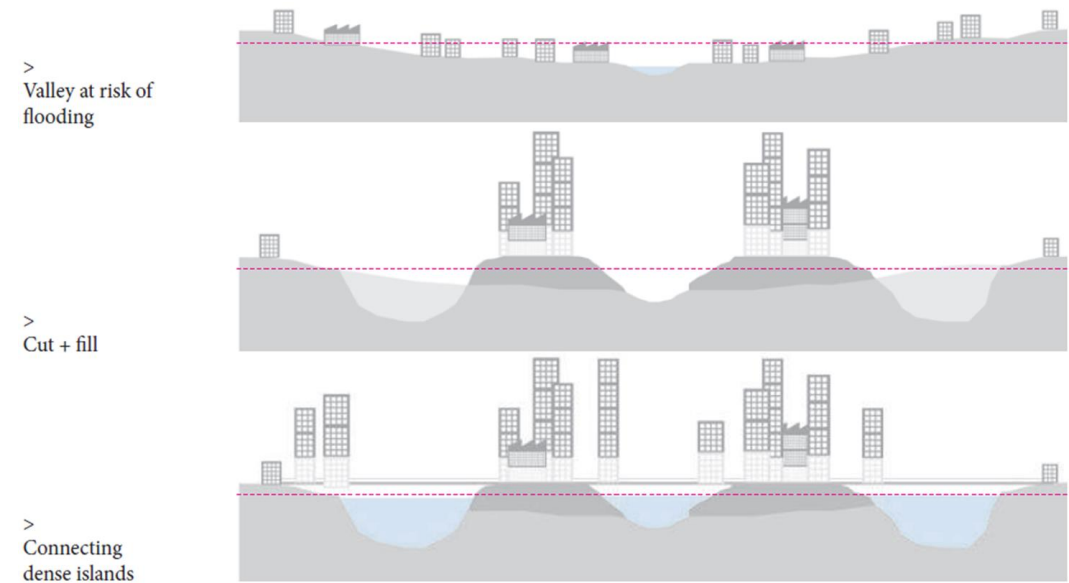 >
Valley at risk of
flooding
>
Cut + fill
>
Connecting
dense islands